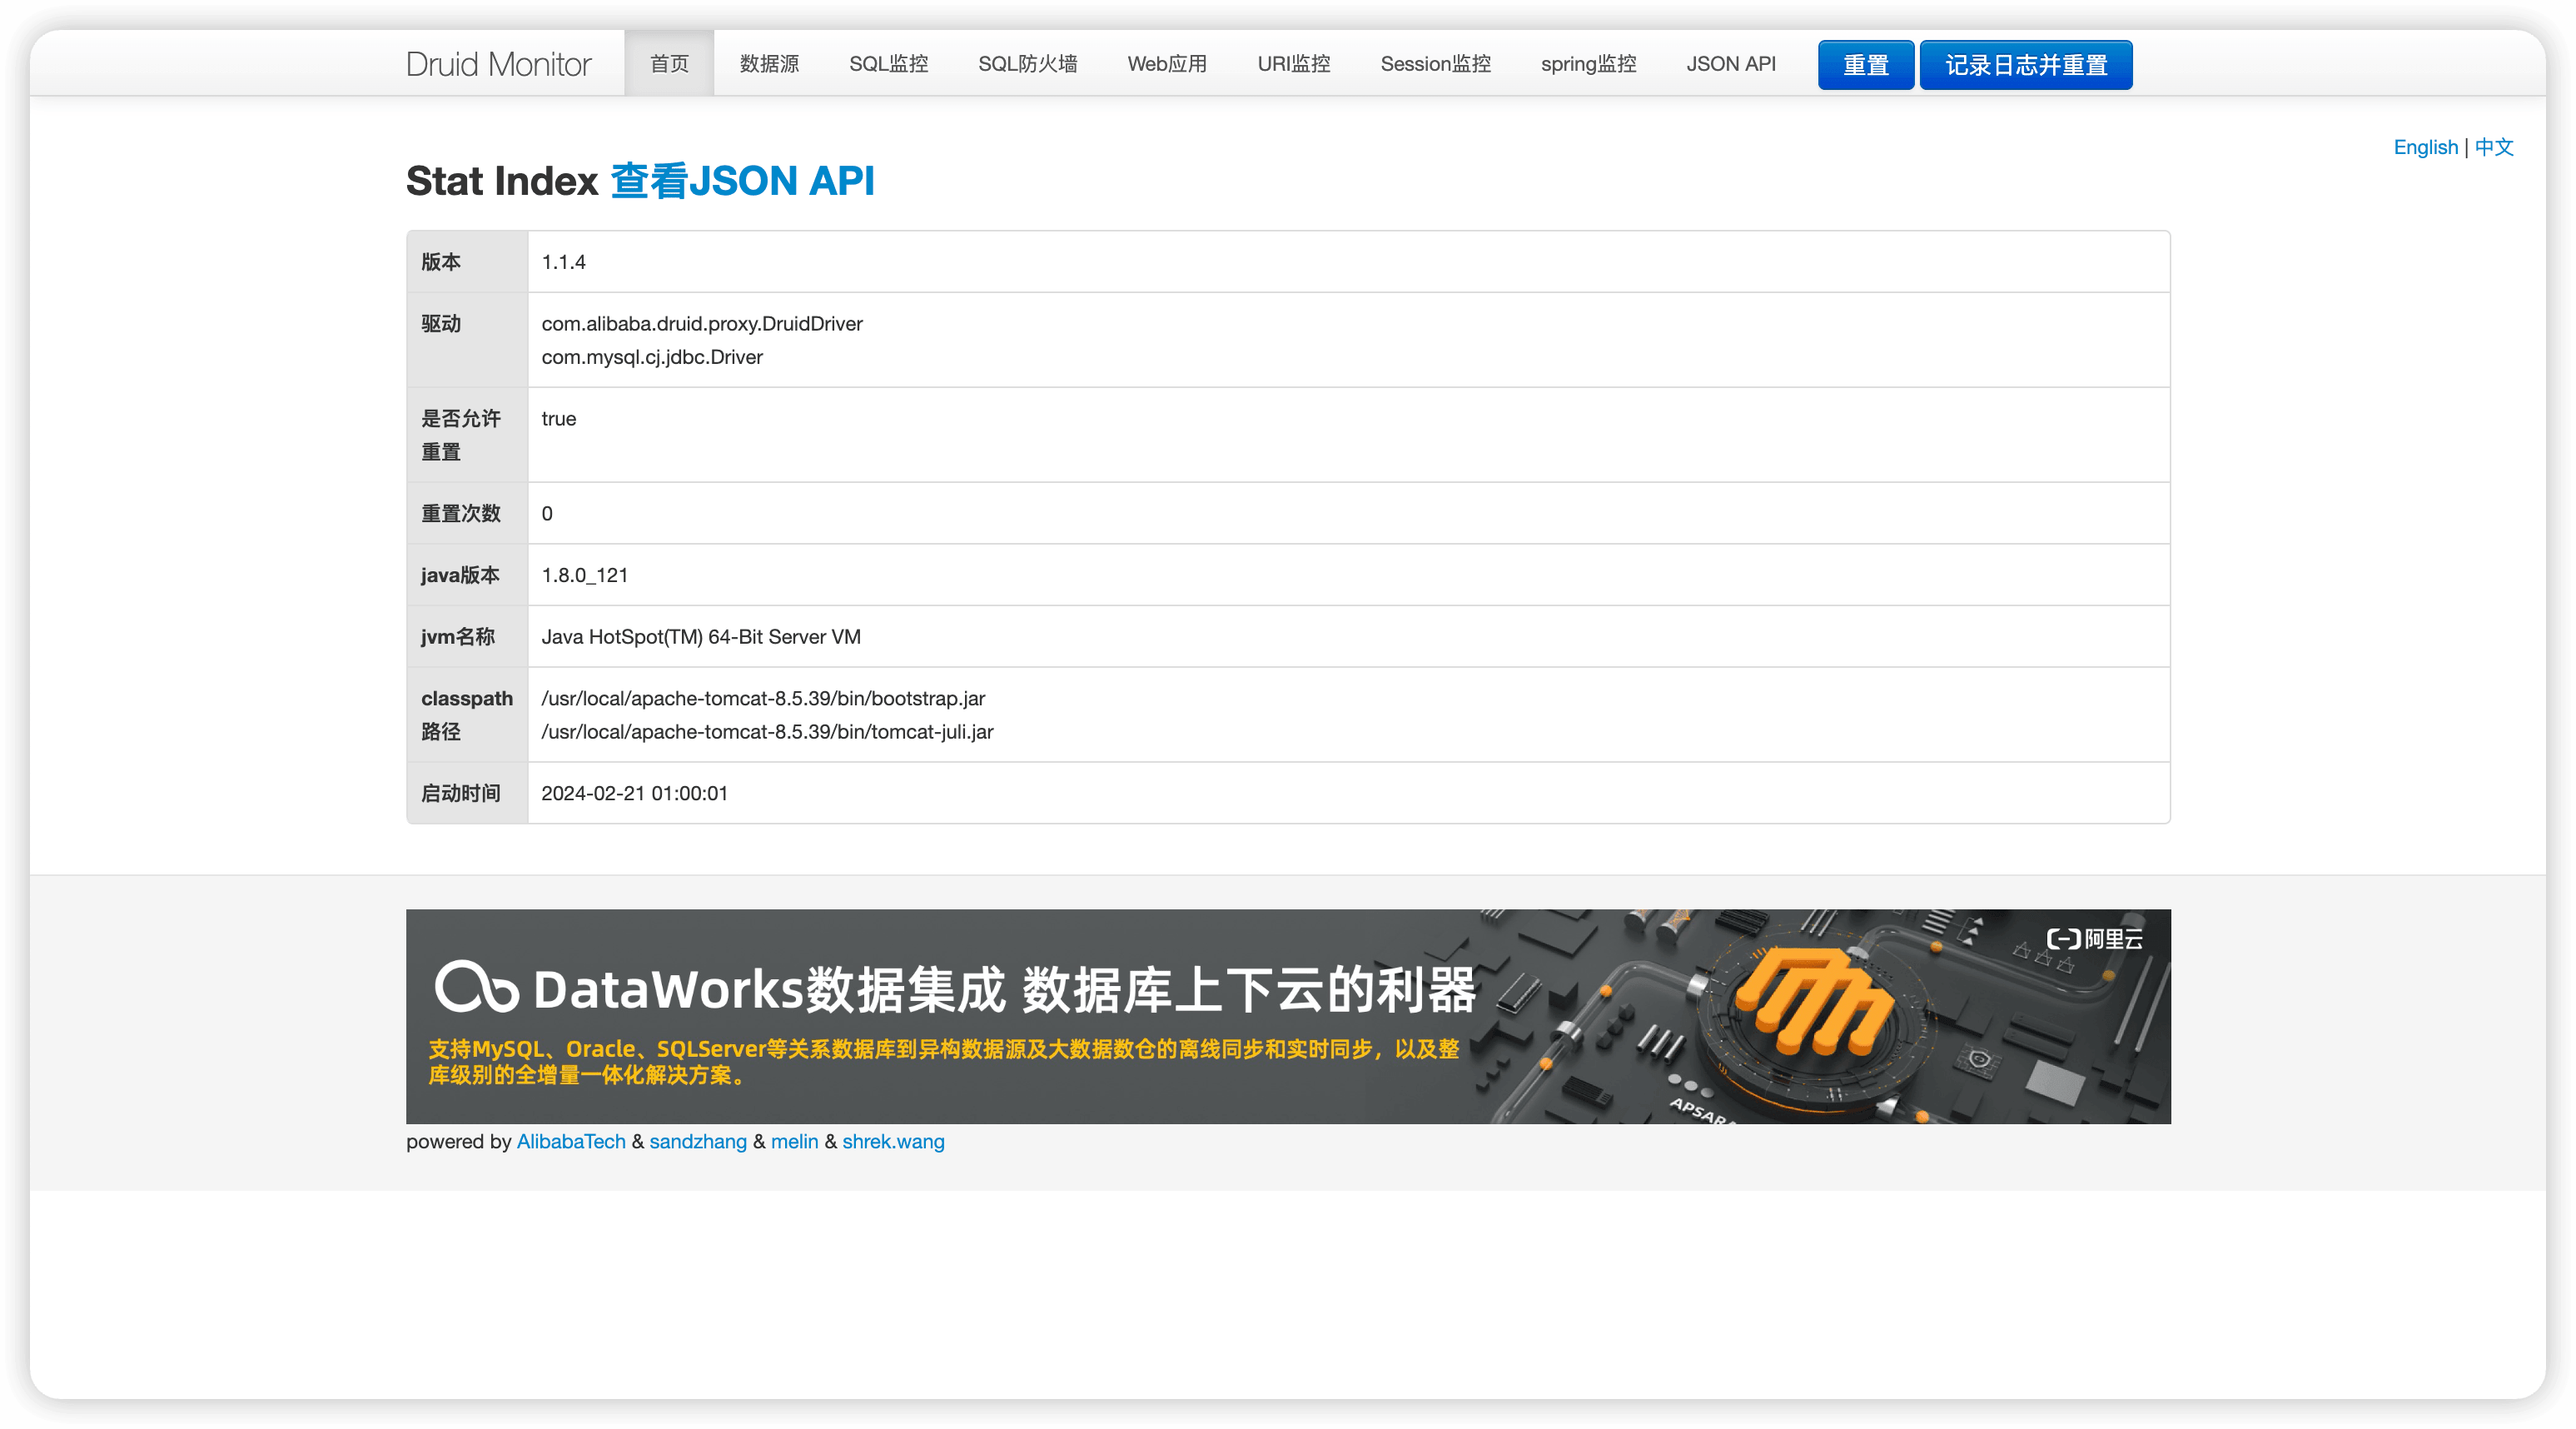 Druid Monitor 首页 数据源 SQL监控 SQL防火墙 Web应用 URI监控 Session监控 spring监控 JSON API 重置 记录日志并重置
English | 中文
Stat Index 查看JSON API
版本 1.1.4
驱动 com.alibaba.druid.proxy.DruidDriver
com.mysql.cj.jdbc.Driver
是否允许 true
重置
重置次数 0
java版本 1.8.0_121
jvm名称 Java HotSpot(TM) 64-Bit Server VM
classpath /usr/local/apache-tomcat-8.5.39/bin/bootstrap.jar
路径 /usr/local/apache-tomcat-8.5.39/bin/tomcat-juli.jar
启动时间 2024-02-21 01:00:01
阿里云
DataWorks数据集成 数据库上下云的利器
支持MySQL、Oracle、SQLServer等关系数据库到异构数据源及大数据数仓的离线同步和实时同步，以及整
库级别的全增量一体化解决方案。
APSARA
powered by AlibabaTech & sandzhang & melin & shrek.wang